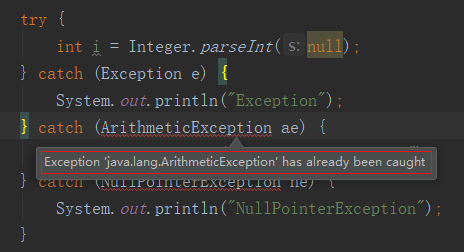 try {
int i = Integer.parseInt(s: null);
} catch (Exception e) {
System.out.println("Exception");
} catch (ArithmeticException ae) {
Exception 'java.lang.ArithmeticException' has already been caught
} catch (NullPointerException ne) {
System.out.println("NullPointerException");
}